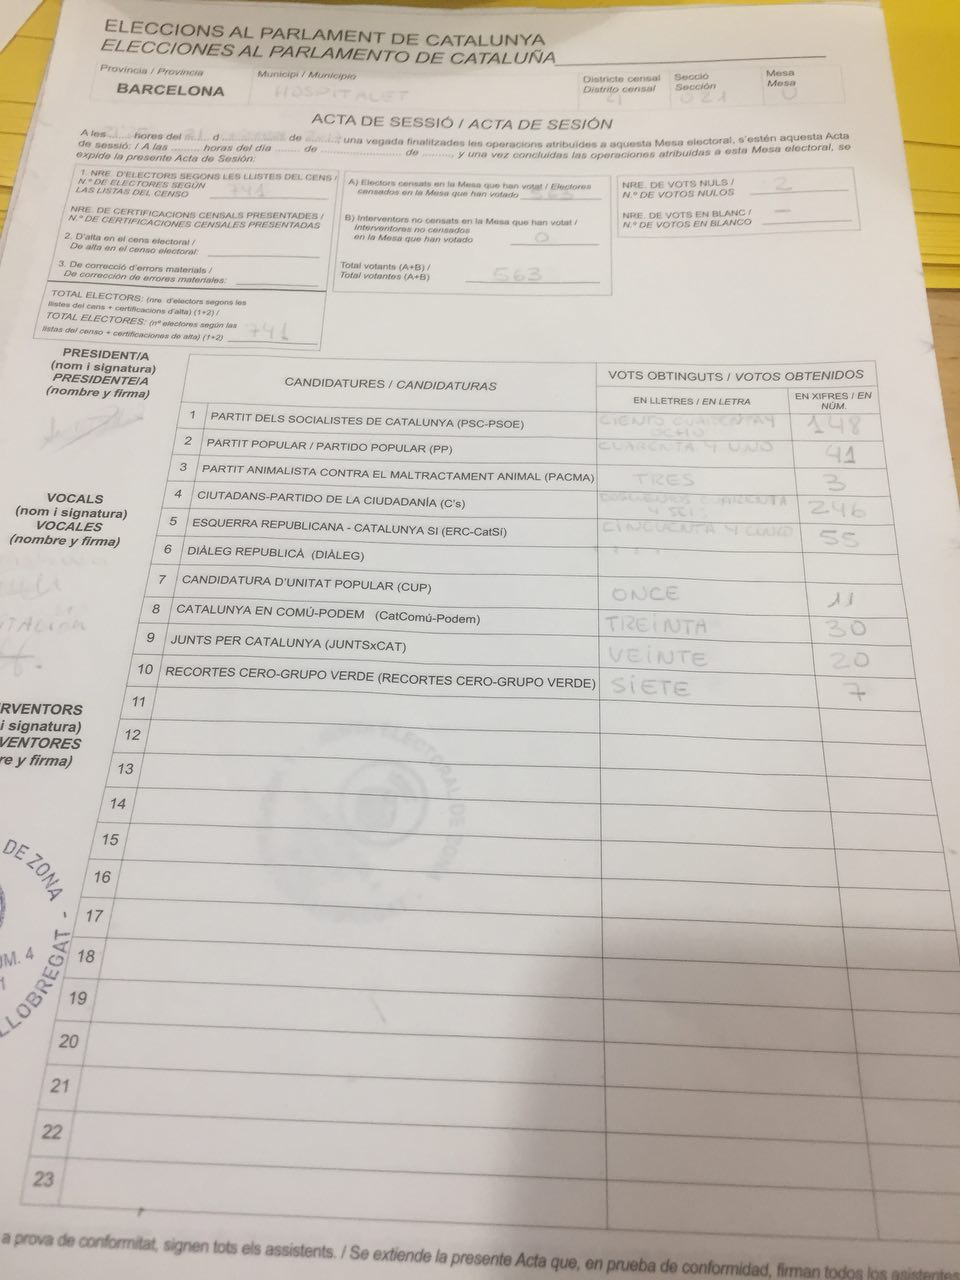 ELECCIONS AL PARLAMENT DE CATALUNYA
ELECCIONES AL PARLAMENTO DE CATALUÑA
Província / Provincia
BARCELONA
Municipi / Municipio
HOSPITALET
Districte censal
Distrito censal
Secció
Sección
021
Mesa
Mesa
U
ACTA DE SESSIÓ / ACTA DE SESIÓN
A les ...... hores del ...... d ............ de ......, una vegada finalitzades les operacions atribuïdes a aquesta Mesa electoral, s'estén aquesta Acta
de sessió: / A las ......... horas del día ....... de .......................... de ........, y una vez concluidas las operaciones atribuidas a esta Mesa electoral, se
expide la presente Acta de Sesión:
1. NRE. D'ELECTORS SEGONS LES LLISTES DEL CENS /
N.º DE ELECTORES SEGÚN
LAS LISTAS DEL CENSO 741
NRE. DE CERTIFICACIONS CENSALS PRESENTADES /
N.º DE CERTIFICACIONES CENSALES PRESENTADAS
2. D'alta en el cens electoral /
De alta en el censo electoral:
3. De correcció d'errors materials /
De corrección de errores materiales:
TOTAL ELECTORS: (nre. d'electors segons les
llistes del cens + certificacions d'alta) (1+2) /
TOTAL ELECTORES: (nº electores según las
listas del censo + certificaciones de alta) (1+2) 741
A) Electors censats en la Mesa que han votat / Electores
censados en la Mesa que han votado 563
B) Interventors no censats en la Mesa que han votat /
Interventores no censados
en la Mesa que han votado 0
Total votants (A+B) /
Total votantes (A+B) 563
NRE. DE VOTS NULS /
N.º DE VOTOS NULOS 2
NRE. DE VOTS EN BLANC /
N.º DE VOTOS EN BLANCO —
PRESIDENT/A
(nom i signatura)
PRESIDENTE/A
(nombre y firma)
VOCALS
(nom i signatura)
VOCALES
(nombre y firma)
RVENTORS
i signatura)
VENTORES
re y firma)
CANDIDATURES / CANDIDATURAS
VOTS OBTINGUTS / VOTOS OBTENIDOS
EN LLETRES / EN LETRA
EN XIFRES / EN
NÚM.
1 PARTIT DELS SOCIALISTES DE CATALUNYA (PSC-PSOE) CIENTO CUARENTA Y OCHO 148
2 PARTIT POPULAR / PARTIDO POPULAR (PP) CUARENTA Y UNO 41
3 PARTIT ANIMALISTA CONTRA EL MALTRACTAMENT ANIMAL (PACMA) TRES 3
4 CIUTADANS-PARTIDO DE LA CIUDADANÍA (C's) DOSCIENTOS CUARENTA Y SEIS 246
5 ESQUERRA REPUBLICANA - CATALUNYA SI (ERC-CatSí) CINCUENTA Y CINCO 55
6 DIÀLEG REPUBLICÀ (DIÀLEG)
7 CANDIDATURA D'UNITAT POPULAR (CUP) ONCE 11
8 CATALUNYA EN COMÚ-PODEM (CatComú-Podem) TREINTA 30
9 JUNTS PER CATALUNYA (JUNTSxCAT) VEINTE 20
10 RECORTES CERO-GRUPO VERDE (RECORTES CERO-GRUPO VERDE) SIETE 7
11
12
13
14
15
16
17
18
19
20
21
22
23
DE ZONA
ÚM. 4
LLOBREGAT -
a prova de conformitat, signen tots els assistents. / Se extiende la presente Acta que, en prueba de conformidad, firman todos los asistentes